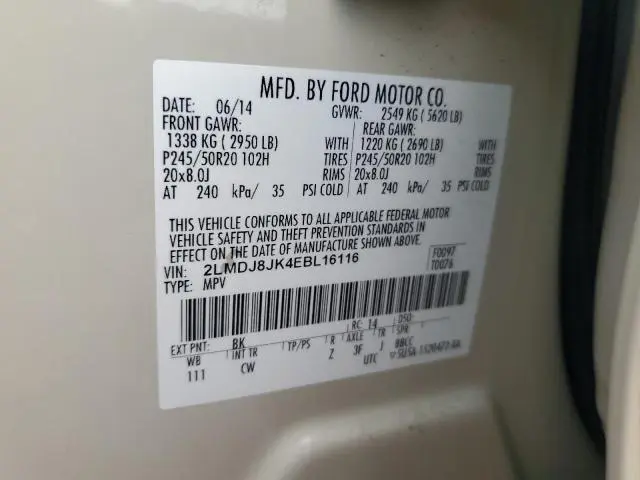 MFD. BY FORD MOTOR CO.
DATE: 06/14 GVWR: 2549 KG ( 5620 LB)
FRONT GAWR: REAR GAWR:
1338 KG ( 2950 LB) WITH 1220 KG ( 2690 LB) WITH
P245/50R20 102H TIRES P245/50R20 102H TIRES
20x8.0J RIMS 20x8.0J RIMS
AT 240 kPa/ 35 PSI COLD AT 240 kPa/ 35 PSI COLD
THIS VEHICLE CONFORMS TO ALL APPLICABLE FEDERAL MOTOR
VEHICLE SAFETY AND THEFT PREVENTION STANDARDS IN
EFFECT ON THE DATE OF MANUFACTURE SHOWN ABOVE.
VIN: 2LMDJ8JK4EBL16116 F0097
TYPE: MPV T0076
EXT PNT: BK RC: 14 DSO:
WB INT TR TP/PS R AXLE TR SPR
111 CW Z 3F J BBCC
UTC